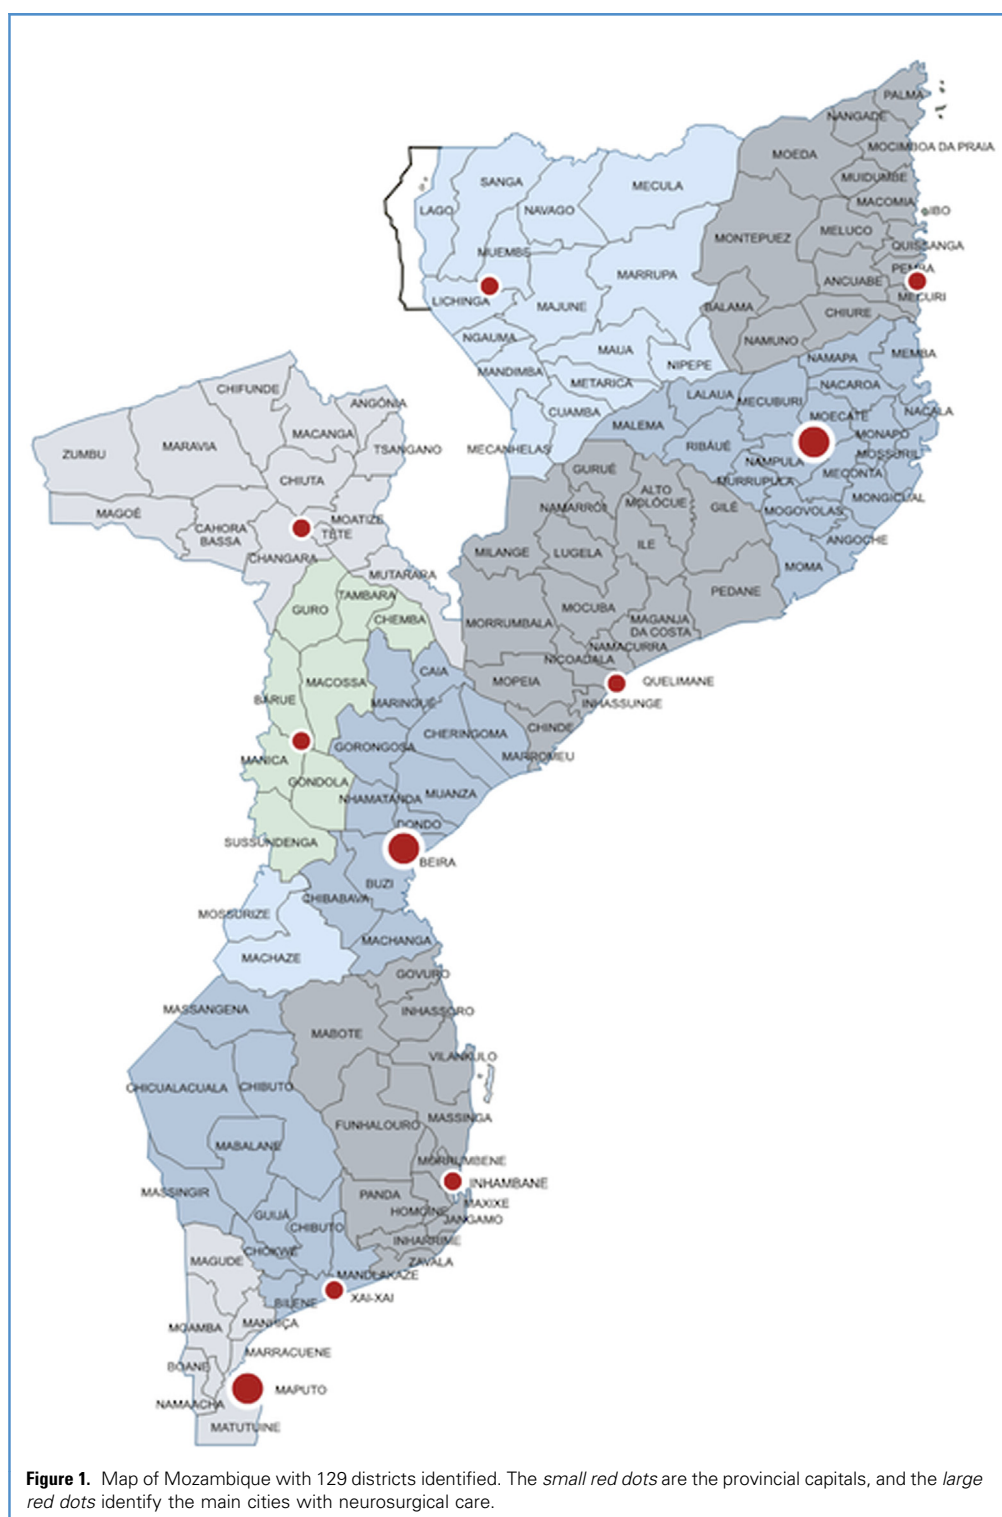 PALMA
NANGADE
MOCIMBOA DA PRAIA
MOEDA
MUIDUMBE
MECULA
SANGA
MACOMIA
LAGO
NAVAGO
IBO
MELUCO
MONTEPUEZ
QUISSANGA
MUEMBE
PEMBA
MARRUPA
ANCUABE
MECURI
LICHINGA
MAJUNE
BALAMA
CHIURE
NGAUMA
NAMUNO
MAUA
MEMBA
NAMAPA
NIPEPE
MANDIMBA
METARICA
NACAROA
CHIFUNDE
LALAUA
MECUBURI
ANGÓNIA
CUAMBA
MOECATE
NACALA
MALEMA
MACANGA
MONAPO
MARAVIA
RIBÁUÉ
TSANGANO
MECANHELAS
ZUMBU
MOSSURIL
NAMPULA
GURUÉ
MECONTA
CHIUTA
MURRUPULA
ALTO
MOLÓCUE
MONGICUAL
NAMARRÓI
GILÉ
MAGOÉ
MOGOVOLAS
MOATIZE
CAHORA
BASSA
TETE
ANGOCHE
ILE
MILANGE
LUGELA
CHANGARA
MOMA
MUTARARA
PEDANE
TAMBARA
GURO
MOCUBA
CHEMBA
MORRUMBALA
MAGANJA
DA COSTA
NAMACURRA
NICOADALA
CAIA
MOPEIA
QUELIMANE
MACOSSA
BARUE
MARINGUÉ
INHASSUNGE
CHINDE
CHERINGOMA
GORONGOSA
MARROMEU
MANICA
GONDOLA
MUANZA
NHAMATANDA
DONDO
SUSSUNDENGA
BEIRA
BUZI
CHIBABAVA
MOSSURIZE
MACHANGA
MACHAZE
GOVURO
MASSANGENA
INHASSORO
MABOTE
VILANKULO
CHICUALACUALA
CHIBUTO
MASSINGA
FUNHALOURO
MABALANE
MORRUMBENE
INHAMBANE
MASSINGIR
PANDA
MAXIXE
HOMOÍNE
GUIJÁ
JANGAMO
CHIBUTO
INHARRIME
CHÓKWÉ
MAGUDE
ZAVALA
MANDLAKAZE
XAI-XAI
BILENE
MANHIÇA
MOAMBA
MARRACUENE
BOANE
MAPUTO
NAMAACHA
MATUTUINE
Figure 1. Map of Mozambique with 129 districts identified. The small red dots are the provincial capitals, and the large
red dots identify the main cities with neurosurgical care.